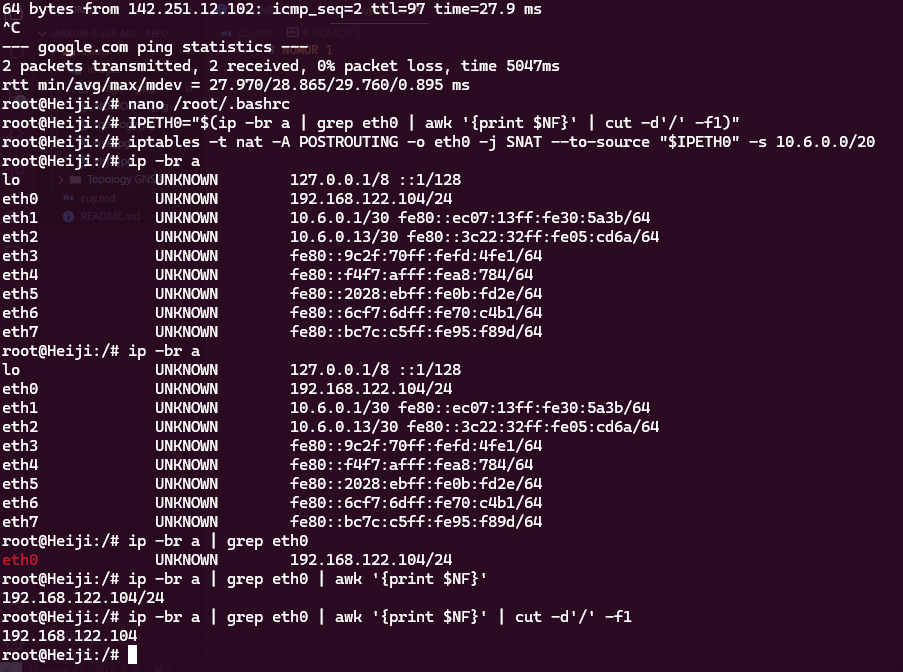 64 bytes from 142.251.12.102: icmp_seq=2 ttl=97 time=27.9 ms
^C
--- google.com ping statistics ---
2 packets transmitted, 2 received, 0% packet loss, time 5047ms
rtt min/avg/max/mdev = 27.970/28.865/29.760/0.895 ms
root@Heiji:/# nano /root/.bashrc
root@Heiji:/# IPETH0="$(ip -br a | grep eth0 | awk '{print $NF}' | cut -d'/' -f1)"
root@Heiji:/# iptables -t nat -A POSTROUTING -o eth0 -j SNAT --to-source "$IPETH0" -s 10.6.0.0/20
root@Heiji:/# ip -br a
lo UNKNOWN 127.0.0.1/8 ::1/128
eth0 UNKNOWN 192.168.122.104/24
eth1 UNKNOWN 10.6.0.1/30 fe80::ec07:13ff:fe30:5a3b/64
eth2 UNKNOWN 10.6.0.13/30 fe80::3c22:32ff:fe05:cd6a/64
eth3 UNKNOWN fe80::9c2f:70ff:fefd:4fe1/64
eth4 UNKNOWN fe80::f4f7:afff:fea8:784/64
eth5 UNKNOWN fe80::2028:ebff:fe0b:fd2e/64
eth6 UNKNOWN fe80::6cf7:6dff:fe70:c4b1/64
eth7 UNKNOWN fe80::bc7c:c5ff:fe95:f89d/64
root@Heiji:/# ip -br a
lo UNKNOWN 127.0.0.1/8 ::1/128
eth0 UNKNOWN 192.168.122.104/24
eth1 UNKNOWN 10.6.0.1/30 fe80::ec07:13ff:fe30:5a3b/64
eth2 UNKNOWN 10.6.0.13/30 fe80::3c22:32ff:fe05:cd6a/64
eth3 UNKNOWN fe80::9c2f:70ff:fefd:4fe1/64
eth4 UNKNOWN fe80::f4f7:afff:fea8:784/64
eth5 UNKNOWN fe80::2028:ebff:fe0b:fd2e/64
eth6 UNKNOWN fe80::6cf7:6dff:fe70:c4b1/64
eth7 UNKNOWN fe80::bc7c:c5ff:fe95:f89d/64
root@Heiji:/# ip -br a | grep eth0
eth0 UNKNOWN 192.168.122.104/24
root@Heiji:/# ip -br a | grep eth0 | awk '{print $NF}'
192.168.122.104/24
root@Heiji:/# ip -br a | grep eth0 | awk '{print $NF}' | cut -d'/' -f1
192.168.122.104
root@Heiji:/#
NOMOR 1
Topology GNS
cuy.md
README.md